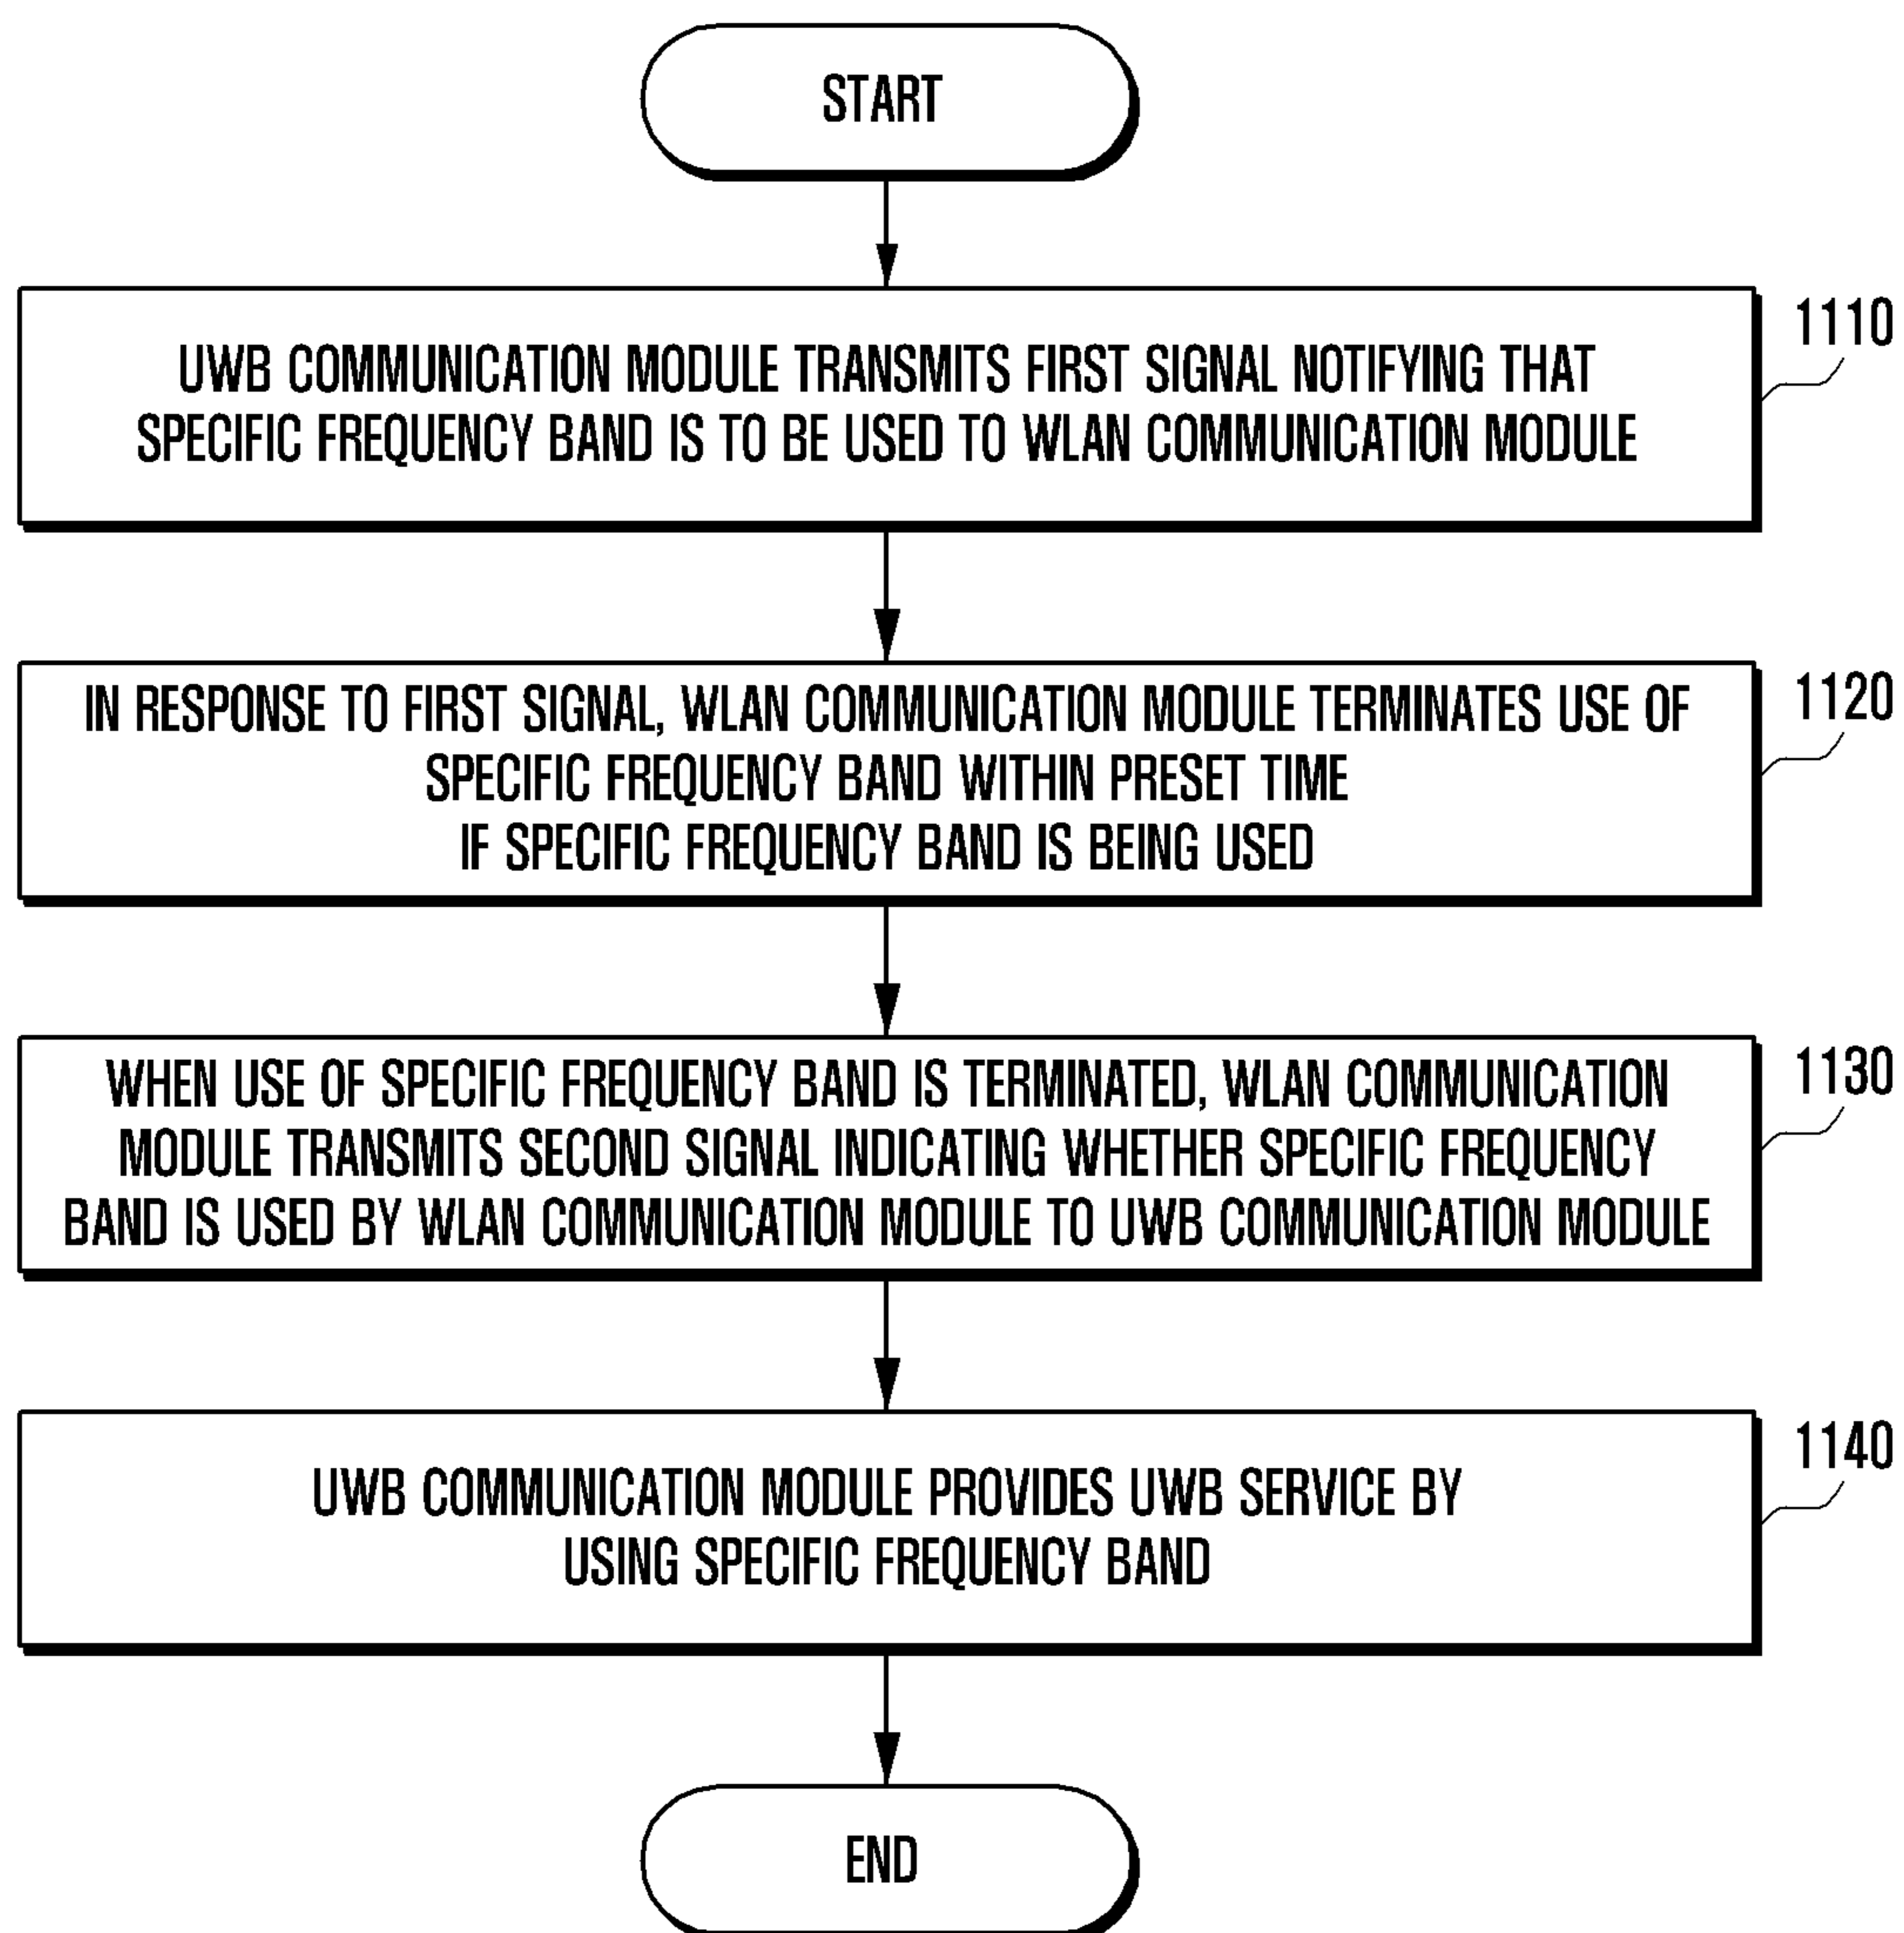 START
1110
UWB COMMUNICATION MODULE TRANSMITS FIRST SIGNAL NOTIFYING THAT
SPECIFIC FREQUENCY BAND IS TO BE USED TO WLAN COMMUNICATION MODULE
1120
IN RESPONSE TO FIRST SIGNAL, WLAN COMMUNICATION MODULE TERMINATES USE OF
SPECIFIC FREQUENCY BAND WITHIN PRESET TIME
IF SPECIFIC FREQUENCY BAND IS BEING USED
1130
WHEN USE OF SPECIFIC FREQUENCY BAND IS TERMINATED, WLAN COMMUNICATION
MODULE TRANSMITS SECOND SIGNAL INDICATING WHETHER SPECIFIC FREQUENCY
BAND IS USED BY WLAN COMMUNICATION MODULE TO UWB COMMUNICATION MODULE
1140
UWB COMMUNICATION MODULE PROVIDES UWB SERVICE BY
USING SPECIFIC FREQUENCY BAND
END